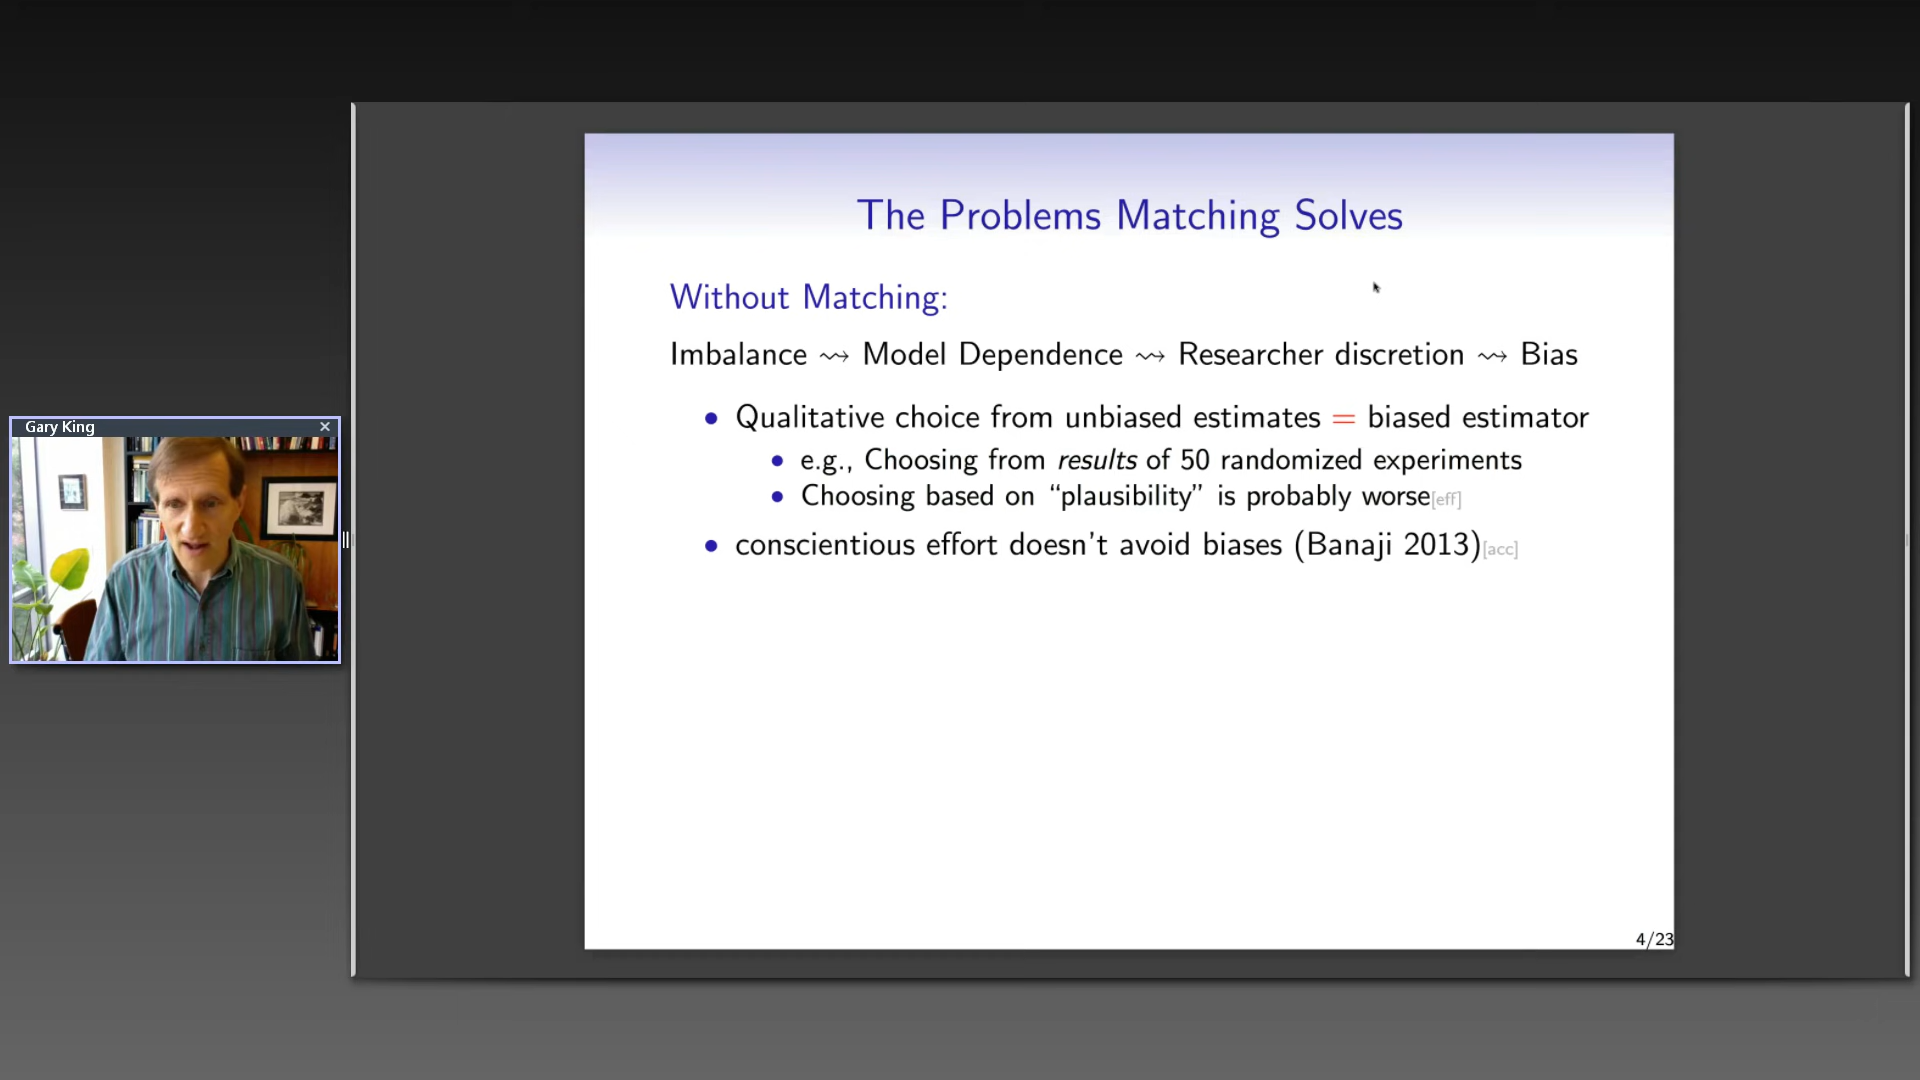 Gary King
The Problems Matching Solves
Without Matching:
Imbalance ⇝ Model Dependence ⇝ Researcher discretion ⇝ Bias
• Qualitative choice from unbiased estimates = biased estimator
• e.g., Choosing from results of 50 randomized experiments
• Choosing based on “plausibility” is probably worse[eff]
• conscientious effort doesn't avoid biases (Banaji 2013)[acc]
4/23